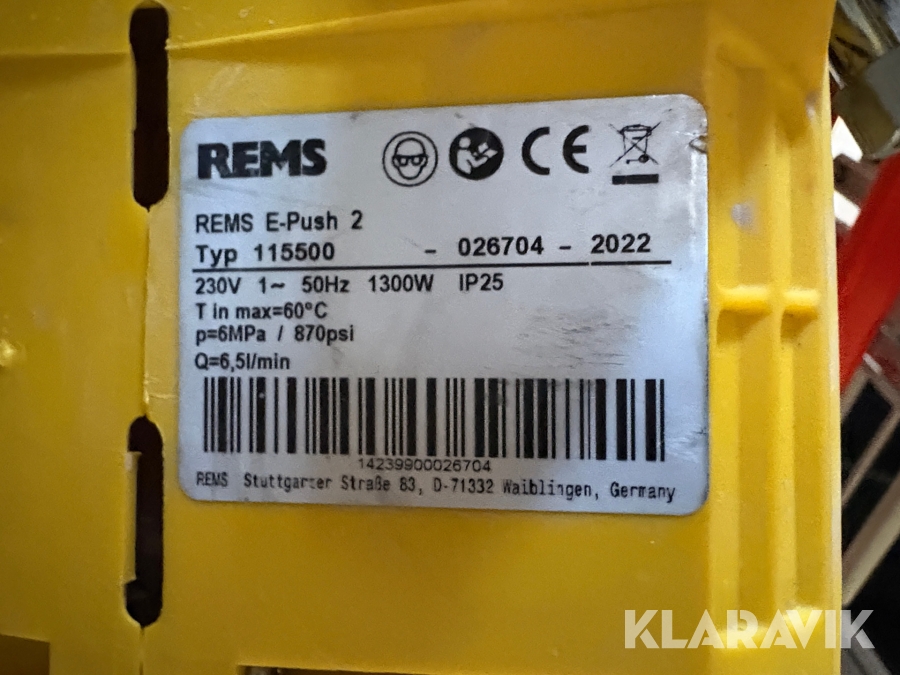 REMS
CE
REMS E-Push 2
Typ 115500 - 026704 - 2022
230V 1~ 50Hz 1300W IP25
T in max=60°C
p=6MPa / 870psi
Q=6,5l/min
14239900026704
REMS Stuttgarter Straße 83, D-71332 Waiblingen, Germany
KLARAVIK